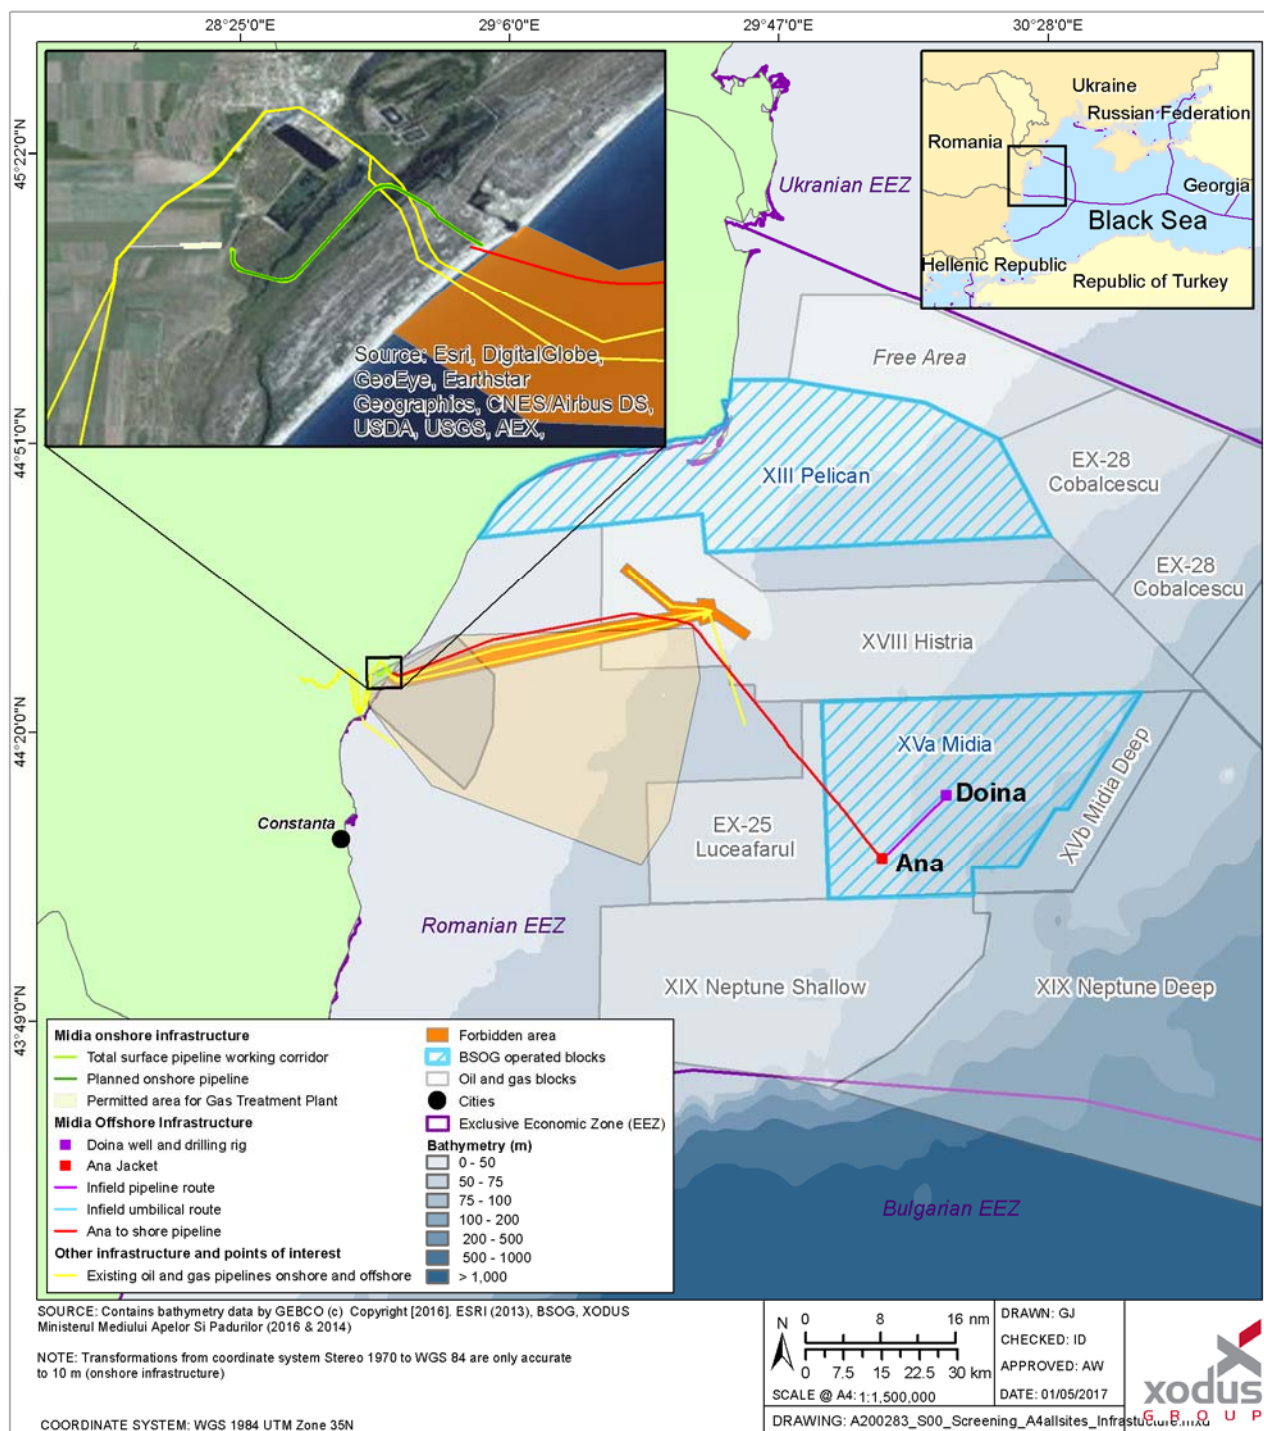 28°25'0"E
29°6'0"E
29°47'0"E
30°28'0"E
45°22'0"N
44°51'0"N
44°20'0"N
43°49'0"N
Source: Esri, DigitalGlobe,
GeoEye, Earthstar
Geographics, CNES/Airbus DS,
USDA, USGS, AEX,
Ukraine
Russian Federation
Romania
Georgia
Black Sea
Hellenic Republic
Republic of Turkey
Ukranian EEZ
Free Area
XIII Pelican
EX-28
Cobalcescu
EX-28
Cobalcescu
XVIII Histria
XVa Midia
XVb Midia Deep
Doina
Ana
EX-25
Luceafarul
Constanta
Romanian EEZ
XIX Neptune Shallow
XIX Neptune Deep
Bulgarian EEZ
Midia onshore infrastructure
Total surface pipeline working corridor
Planned onshore pipeline
Permitted area for Gas Treatment Plant
Midia Offshore Infrastructure
Doina well and drilling rig
Ana Jacket
Infield pipeline route
Infield umbilical route
Ana to shore pipeline
Other infrastructure and points of interest
Existing oil and gas pipelines onshore and offshore
Forbidden area
BSOG operated blocks
Oil and gas blocks
Cities
Exclusive Economic Zone (EEZ)
Bathymetry (m)
0 - 50
50 - 75
75 - 100
100 - 200
200 - 500
500 - 1000
> 1,000
SOURCE: Contains bathymetry data by GEBCO (c) Copyright [2016]. ESRI (2013), BSOG, XODUS
Ministerul Mediului Apelor Si Padurilor (2016 & 2014)
NOTE: Transformations from coordinate system Stereo 1970 to WGS 84 are only accurate
to 10 m (onshore infrastructure)
COORDINATE SYSTEM: WGS 1984 UTM Zone 35N
N
0 8 16 nm
0 7.5 15 22.5 30 km
SCALE @ A4: 1:1,500,000
DRAWN: GJ
CHECKED: ID
APPROVED: AW
DATE: 01/05/2017
DRAWING: A200283_S00_Screening_A4allsites_Infrastucture.mxd
xodus
GROUP